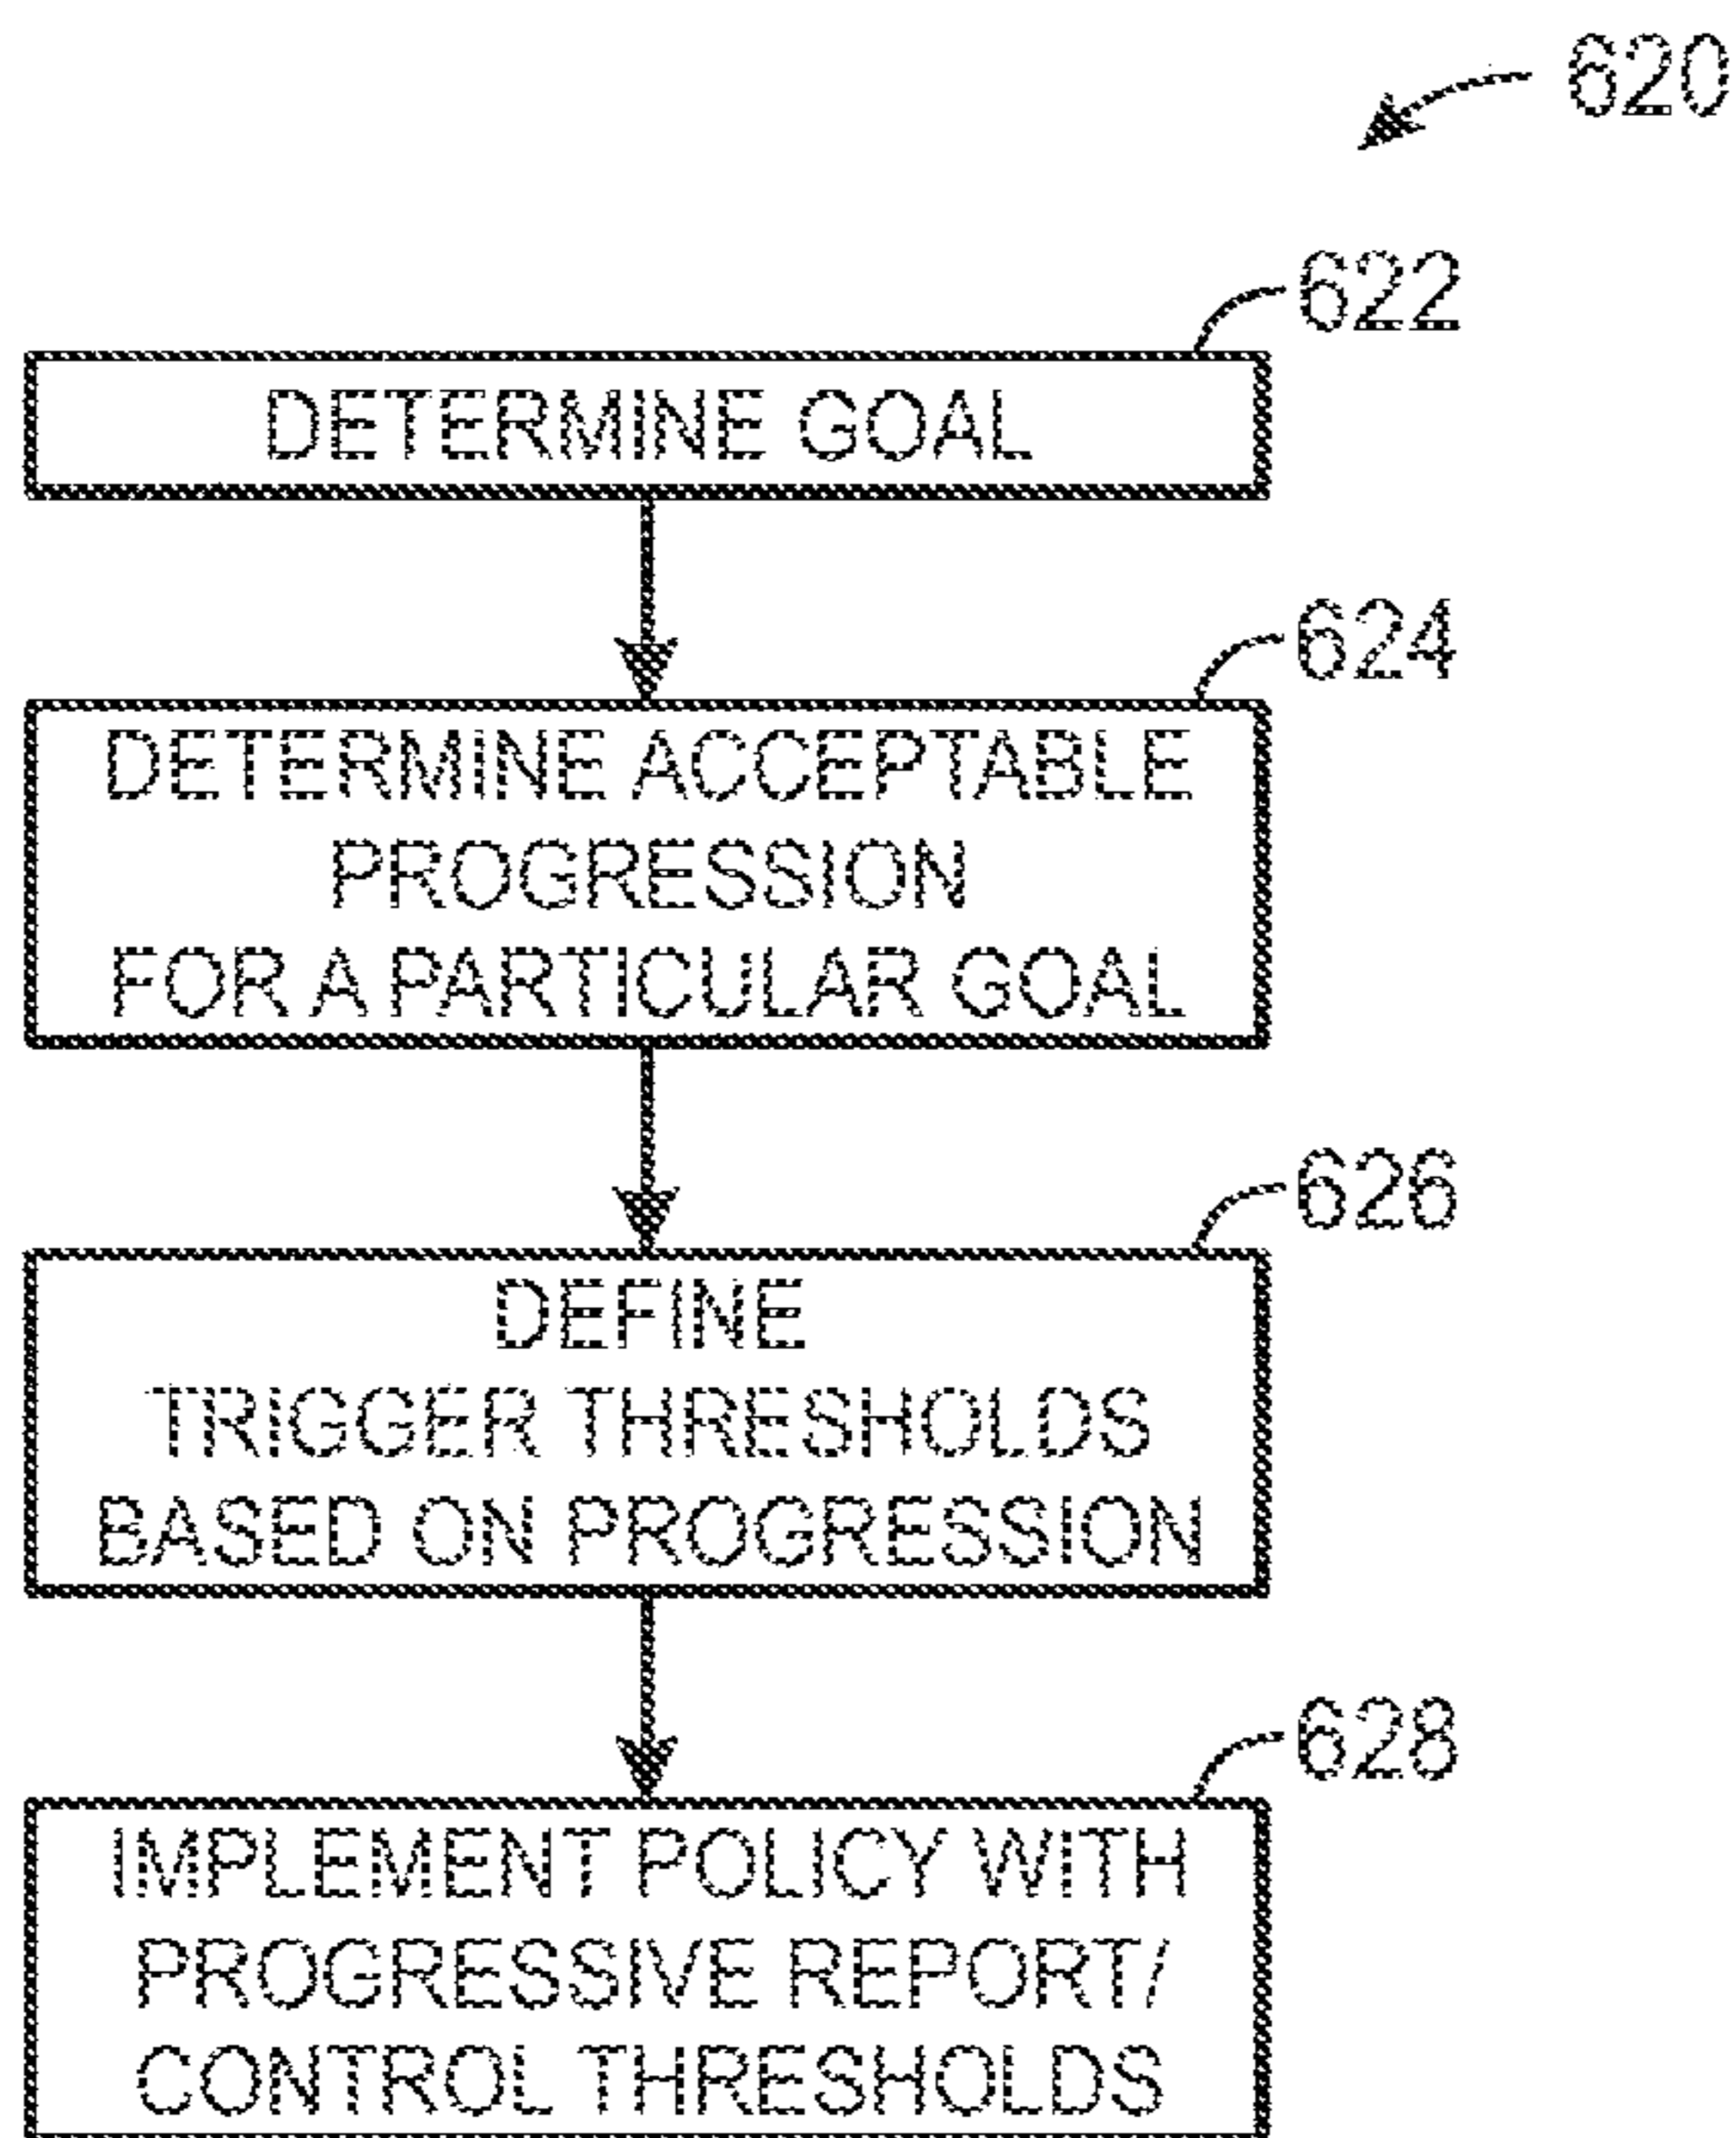 620
622
DETERMINE GOAL
624
DETERMINE ACCEPTABLE
PROGRESSION
FOR A PARTICULAR GOAL
626
DEFINE
TRIGGER THRESHOLDS
BASED ON PROGRESSION
628
IMPLEMENT POLICY WITH
PROGRESSIVE REPORT/
CONTROL THRESHOLDS